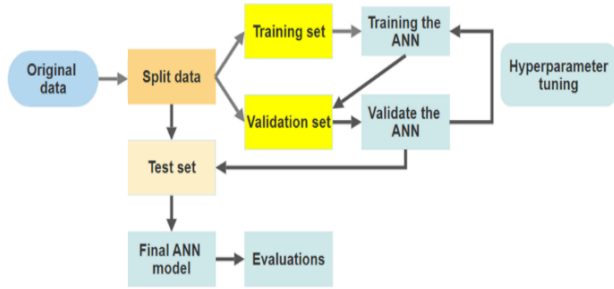 Original
data
Split data
Training set
Training the
ANN
Hyperparameter
tuning
Validation set
Validate the
ANN
Test set
Final ANN
model
Evaluations